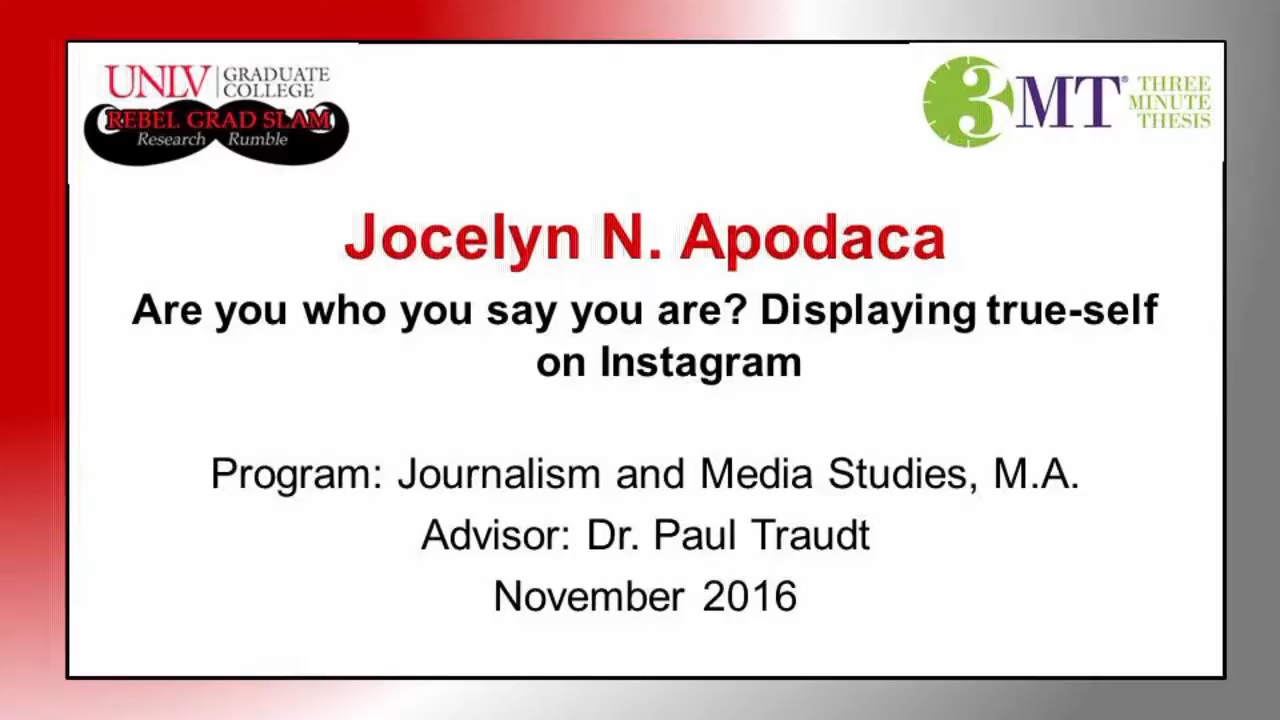 UNLV GRADUATE
COLLEGE
REBEL GRAD SLAM
Research Rumble
3MT® THREE
MINUTE
THESIS
Jocelyn N. Apodaca
Are you who you say you are? Displaying true-self
on Instagram
Program: Journalism and Media Studies, M.A.
Advisor: Dr. Paul Traudt
November 2016